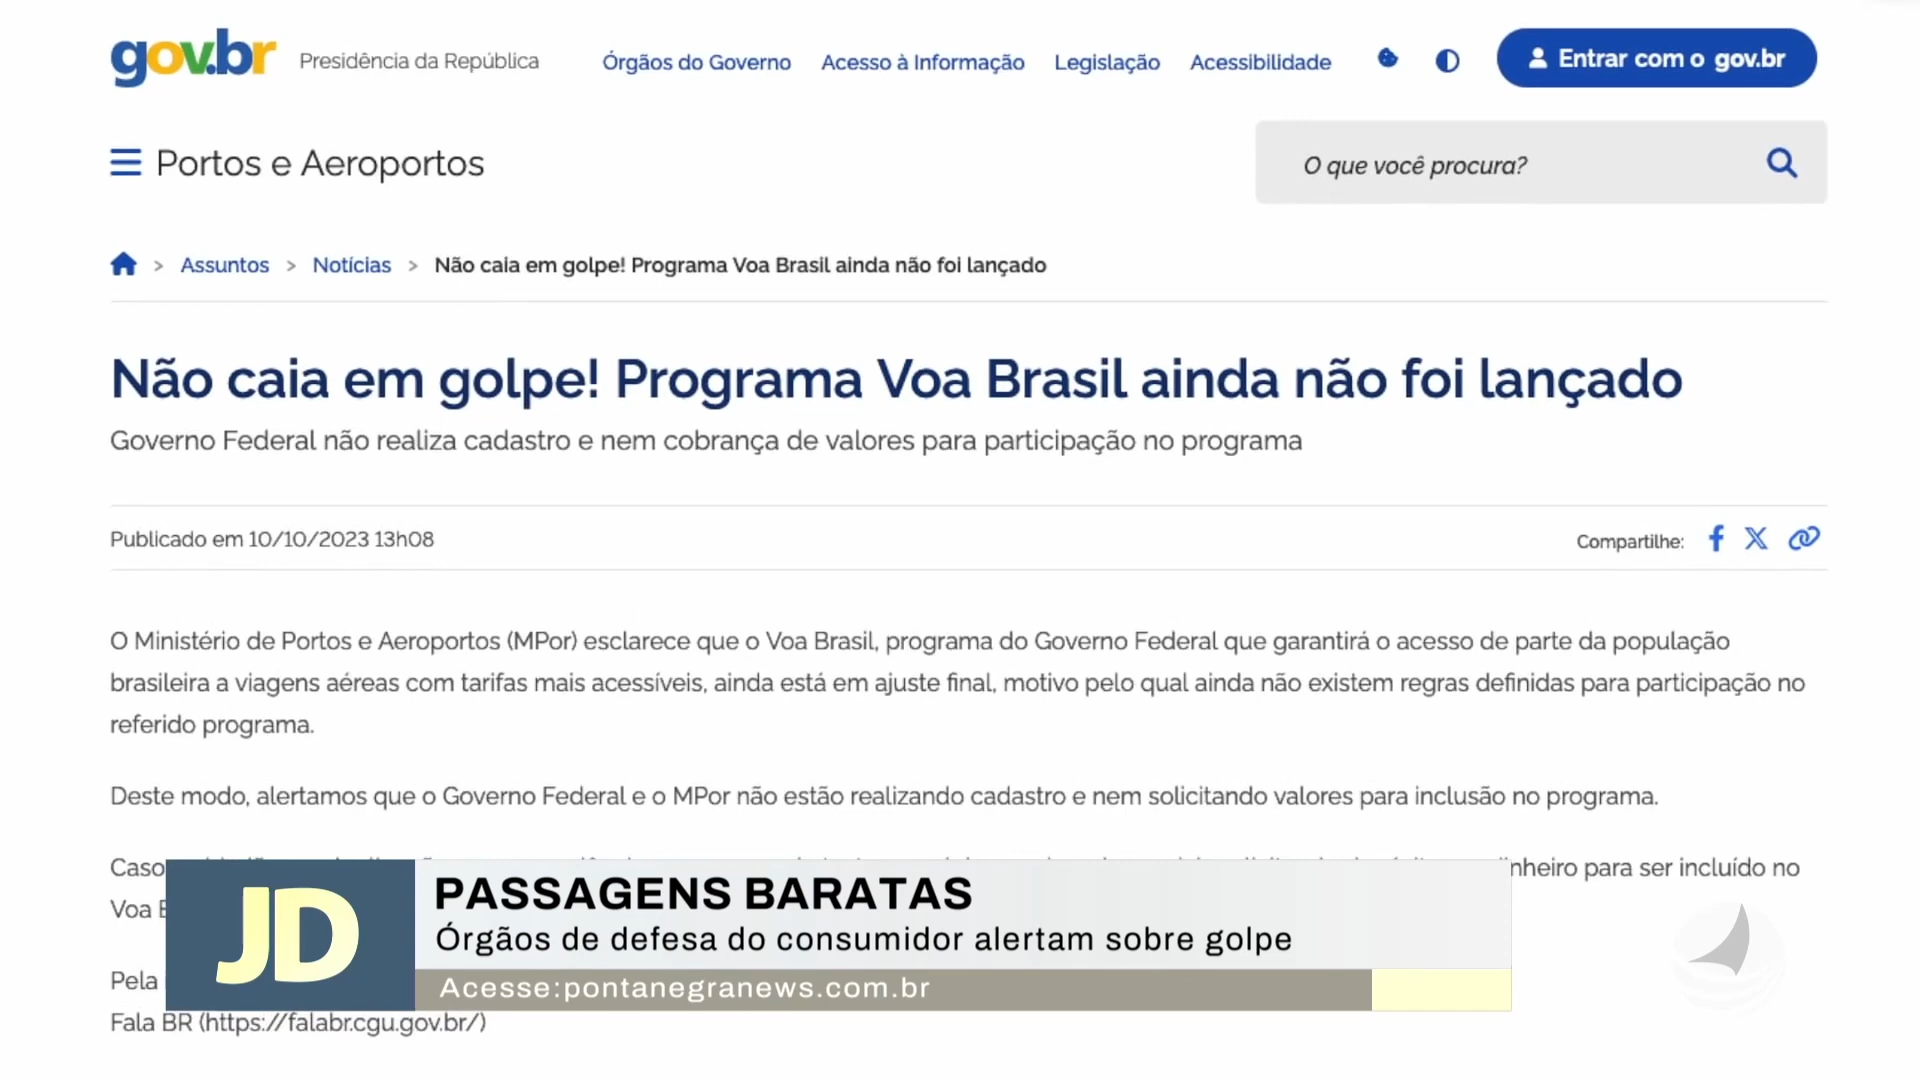 gov.br Presidência da República Órgãos do Governo Acesso à Informação Legislação Acessibilidade Entrar com o gov.br
Portos e Aeroportos O que você procura?
> Assuntos > Notícias > Não caia em golpe! Programa Voa Brasil ainda não foi lançado
Não caia em golpe! Programa Voa Brasil ainda não foi lançado
Governo Federal não realiza cadastro e nem cobrança de valores para participação no programa
Publicado em 10/10/2023 13h08 Compartilhe:
O Ministério de Portos e Aeroportos (MPor) esclarece que o Voa Brasil, programa do Governo Federal que garantirá o acesso de parte da população
brasileira a viagens aéreas com tarifas mais acessíveis, ainda está em ajuste final, motivo pelo qual ainda não existem regras definidas para participação no
referido programa.
Deste modo, alertamos que o Governo Federal e o MPor não estão realizando cadastro e nem solicitando valores para inclusão no programa.
Caso para ser incluído no
Voa
Pela
Fala BR (https://falabr.cgu.gov.br/)
JD
PASSAGENS BARATAS
Órgãos de defesa do consumidor alertam sobre golpe
Acesse:pontanegranews.com.br